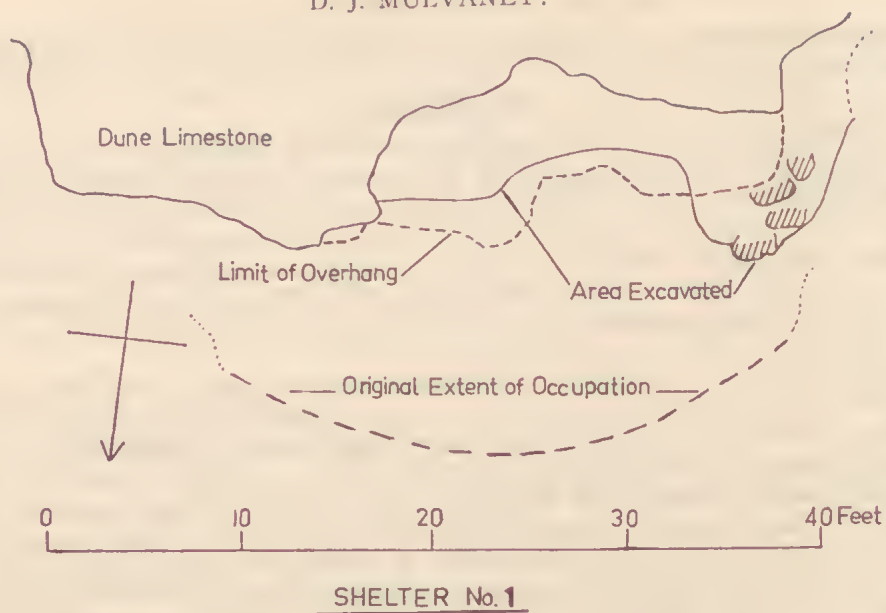 D. J. MULVANEY:
Dune Limestone
Limit of Overhang
Area Excavated
Original Extent of Occupation
0 10 20 30 40 Feet
SHELTER No.1